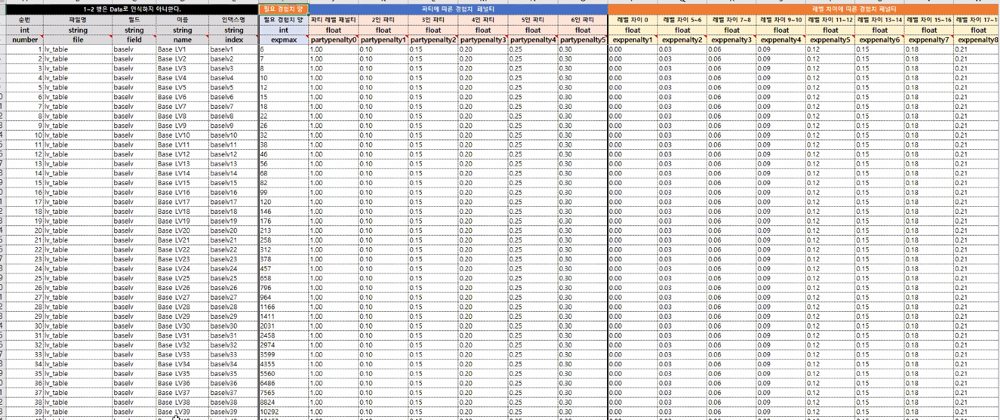 1~2 행은 Data로 인식하지 아니한다. 필요 경험치 양 파티에 따른 경험치 패널티 레벨 차이에 따른 경험치 패널티
순번 파일명 필드 이름 인덱스명 필요 경험치 양 파티 레벨 패널티 2인 파티 3인 파티 4인 파티 5인 파티 6인 파티 레벨 차이 0 레벨 차이 5~6 레벨 차이 7~8 레벨 차이 9~10 레벨 차이 11~12 레벨 차이 13~14 레벨 차이 15~16 레벨 차이
int string string string string int float float float float float float float float float float float float float float
number file field name index expmax partypenalty0 partypenalty1 partypenalty2 partypenalty3 partypenalty4 partypenalty5 exppenalty1 exppenalty2 exppenalty3 exppenalty4 exppenalty5 exppenalty6 exppenalty7 exppenalty8
1 lv_table baselv Base LV1 baselv1 6 1.00 0.10 0.15 0.20 0.25 0.30 0.00 0.03 0.06 0.09 0.12 0.15 0.18 0.21
2 lv_table baselv Base LV2 baselv2 7 1.00 0.10 0.15 0.20 0.25 0.30 0.00 0.03 0.06 0.09 0.12 0.15 0.18 0.21
3 lv_table baselv Base LV3 baselv3 8 1.00 0.10 0.15 0.20 0.25 0.30 0.00 0.03 0.06 0.09 0.12 0.15 0.18 0.21
4 lv_table baselv Base LV4 baselv4 10 1.00 0.10 0.15 0.20 0.25 0.30 0.00 0.03 0.06 0.09 0.12 0.15 0.18 0.21
5 lv_table baselv Base LV5 baselv5 12 1.00 0.10 0.15 0.20 0.25 0.30 0.00 0.03 0.06 0.09 0.12 0.15 0.18 0.21
6 lv_table baselv Base LV6 baselv6 15 1.00 0.10 0.15 0.20 0.25 0.30 0.00 0.03 0.06 0.09 0.12 0.15 0.18 0.21
7 lv_table baselv Base LV7 baselv7 18 1.00 0.10 0.15 0.20 0.25 0.30 0.00 0.03 0.06 0.09 0.12 0.15 0.18 0.21
8 lv_table baselv Base LV8 baselv8 22 1.00 0.10 0.15 0.20 0.25 0.30 0.00 0.03 0.06 0.09 0.12 0.15 0.18 0.21
9 lv_table baselv Base LV9 baselv9 26 1.00 0.10 0.15 0.20 0.25 0.30 0.00 0.03 0.06 0.09 0.12 0.15 0.18 0.21
10 lv_table baselv Base LV10 baselv10 32 1.00 0.10 0.15 0.20 0.25 0.30 0.00 0.03 0.06 0.09 0.12 0.15 0.18 0.21
11 lv_table baselv Base LV11 baselv11 38 1.00 0.10 0.15 0.20 0.25 0.30 0.00 0.03 0.06 0.09 0.12 0.15 0.18 0.21
12 lv_table baselv Base LV12 baselv12 46 1.00 0.10 0.15 0.20 0.25 0.30 0.00 0.03 0.06 0.09 0.12 0.15 0.18 0.21
13 lv_table baselv Base LV13 baselv13 56 1.00 0.10 0.15 0.20 0.25 0.30 0.00 0.03 0.06 0.09 0.12 0.15 0.18 0.21
14 lv_table baselv Base LV14 baselv14 68 1.00 0.10 0.15 0.20 0.25 0.30 0.00 0.03 0.06 0.09 0.12 0.15 0.18 0.21
15 lv_table baselv Base LV15 baselv15 82 1.00 0.10 0.15 0.20 0.25 0.30 0.00 0.03 0.06 0.09 0.12 0.15 0.18 0.21
16 lv_table baselv Base LV16 baselv16 99 1.00 0.10 0.15 0.20 0.25 0.30 0.00 0.03 0.06 0.09 0.12 0.15 0.18 0.21
17 lv_table baselv Base LV17 baselv17 120 1.00 0.10 0.15 0.20 0.25 0.30 0.00 0.03 0.06 0.09 0.12 0.15 0.18 0.21
18 lv_table baselv Base LV18 baselv18 146 1.00 0.10 0.15 0.20 0.25 0.30 0.00 0.03 0.06 0.09 0.12 0.15 0.18 0.21
19 lv_table baselv Base LV19 baselv19 176 1.00 0.10 0.15 0.20 0.25 0.30 0.00 0.03 0.06 0.09 0.12 0.15 0.18 0.21
20 lv_table baselv Base LV20 baselv20 213 1.00 0.10 0.15 0.20 0.25 0.30 0.00 0.03 0.06 0.09 0.12 0.15 0.18 0.21
21 lv_table baselv Base LV21 baselv21 258 1.00 0.10 0.15 0.20 0.25 0.30 0.00 0.03 0.06 0.09 0.12 0.15 0.18 0.21
22 lv_table baselv Base LV22 baselv22 312 1.00 0.10 0.15 0.20 0.25 0.30 0.00 0.03 0.06 0.09 0.12 0.15 0.18 0.21
23 lv_table baselv Base LV23 baselv23 378 1.00 0.10 0.15 0.20 0.25 0.30 0.00 0.03 0.06 0.09 0.12 0.15 0.18 0.21
24 lv_table baselv Base LV24 baselv24 457 1.00 0.10 0.15 0.20 0.25 0.30 0.00 0.03 0.06 0.09 0.12 0.15 0.18 0.21
25 lv_table baselv Base LV25 baselv25 658 1.00 0.10 0.15 0.20 0.25 0.30 0.00 0.03 0.06 0.09 0.12 0.15 0.18 0.21
26 lv_table baselv Base LV26 baselv26 796 1.00 0.10 0.15 0.20 0.25 0.30 0.00 0.03 0.06 0.09 0.12 0.15 0.18 0.21
27 lv_table baselv Base LV27 baselv27 964 1.00 0.10 0.15 0.20 0.25 0.30 0.00 0.03 0.06 0.09 0.12 0.15 0.18 0.21
28 lv_table baselv Base LV28 baselv28 1166 1.00 0.10 0.15 0.20 0.25 0.30 0.00 0.03 0.06 0.09 0.12 0.15 0.18 0.21
29 lv_table baselv Base LV29 baselv29 1411 1.00 0.10 0.15 0.20 0.25 0.30 0.00 0.03 0.06 0.09 0.12 0.15 0.18 0.21
30 lv_table baselv Base LV30 baselv30 2031 1.00 0.10 0.15 0.20 0.25 0.30 0.00 0.03 0.06 0.09 0.12 0.15 0.18 0.21
31 lv_table baselv Base LV31 baselv31 2458 1.00 0.10 0.15 0.20 0.25 0.30 0.00 0.03 0.06 0.09 0.12 0.15 0.18 0.21
32 lv_table baselv Base LV32 baselv32 2974 1.00 0.10 0.15 0.20 0.25 0.30 0.00 0.03 0.06 0.09 0.12 0.15 0.18 0.21
33 lv_table baselv Base LV33 baselv33 3599 1.00 0.10 0.15 0.20 0.25 0.30 0.00 0.03 0.06 0.09 0.12 0.15 0.18 0.21
34 lv_table baselv Base LV34 baselv34 4355 1.00 0.10 0.15 0.20 0.25 0.30 0.00 0.03 0.06 0.09 0.12 0.15 0.18 0.21
35 lv_table baselv Base LV35 baselv35 5560 1.00 0.10 0.15 0.20 0.25 0.30 0.00 0.03 0.06 0.09 0.12 0.15 0.18 0.21
36 lv_table baselv Base LV36 baselv36 6486 1.00 0.10 0.15 0.20 0.25 0.30 0.00 0.03 0.06 0.09 0.12 0.15 0.18 0.21
37 lv_table baselv Base LV37 baselv37 7565 1.00 0.10 0.15 0.20 0.25 0.30 0.00 0.03 0.06 0.09 0.12 0.15 0.18 0.21
38 lv_table baselv Base LV38 baselv38 8824 1.00 0.10 0.15 0.20 0.25 0.30 0.00 0.03 0.06 0.09 0.12 0.15 0.18 0.21
39 lv_table baselv Base LV39 baselv39 10292 1.00 0.10 0.15 0.20 0.25 0.30 0.00 0.03 0.06 0.09 0.12 0.15 0.18 0.21